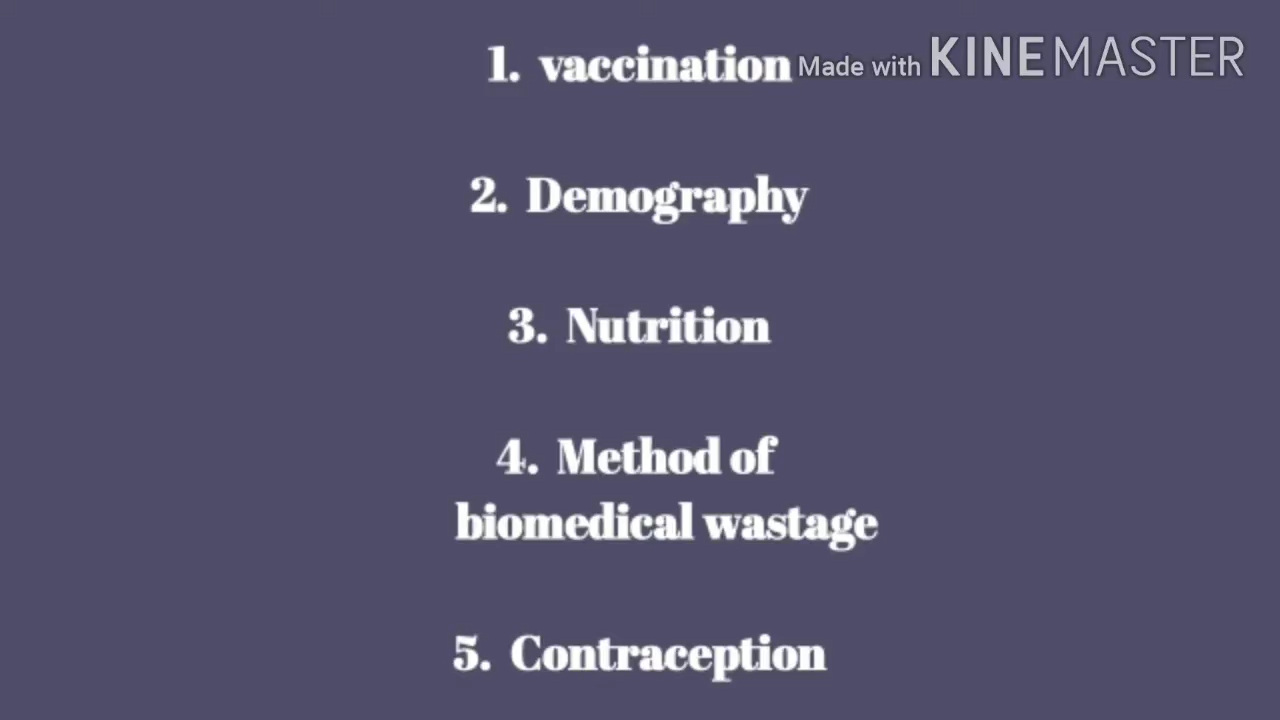 1. vaccination
Made with KINEMASTER
2. Demography
3. Nutrition
4. Method of
biomedical wastage
5. Contraception